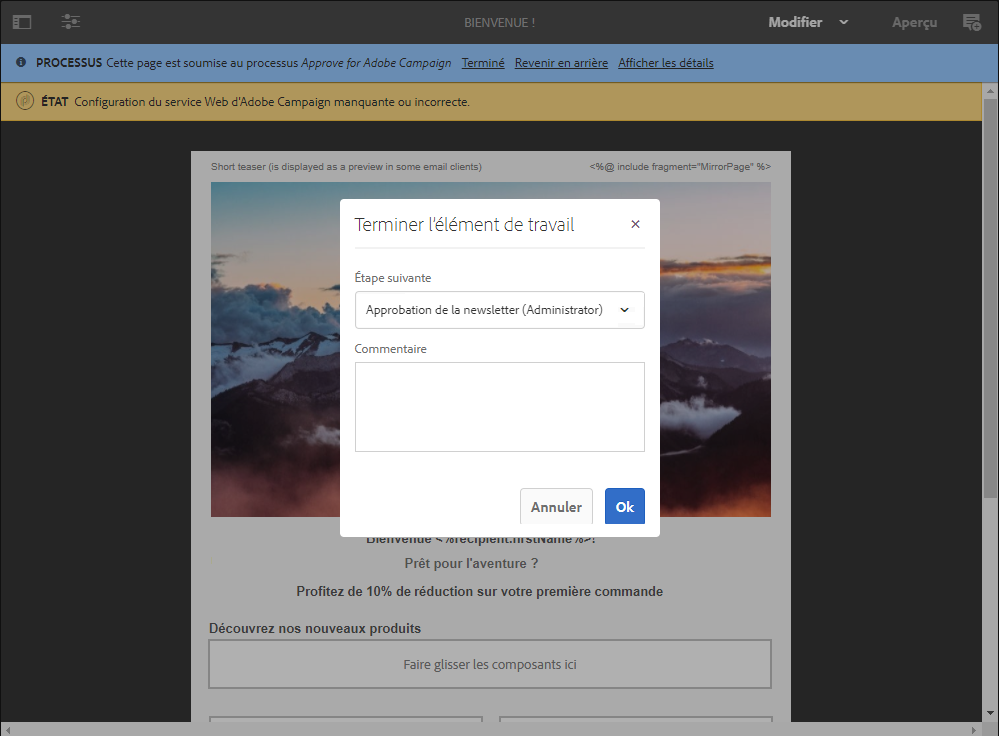 BIENVENUE !
Modifier
Aperçu
PROCESSUS Cette page est soumise au processus Approve for Adobe Campaign Terminé Revenir en arrière Afficher les détails
ÉTAT Configuration du service Web d'Adobe Campaign manquante ou incorrecte.
Short teaser (is displayed as a preview in some email clients)
<%@ include fragment="MirrorPage" %>
Terminer l'élément de travail
Étape suivante
Approbation de la newsletter (Administrator)
Commentaire
Annuler
Ok
Bienvenue <%recipient.firstName%>!
Prêt pour l'aventure ?
Profitez de 10% de réduction sur votre première commande
Découvrez nos nouveaux produits
Faire glisser les composants ici